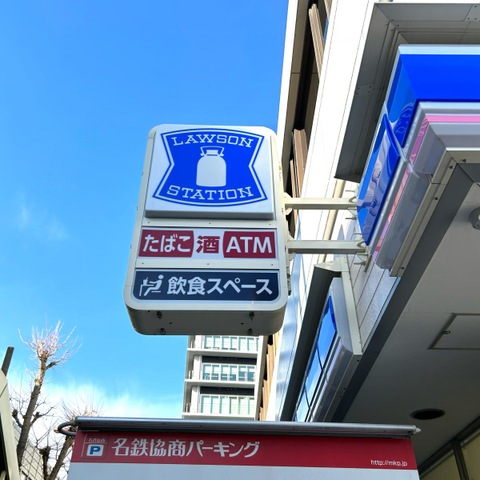 LAWSON
STATION
たばこ 酒 ATM
飲食スペース
P
名鉄協商パーキング
http://mkp.jp